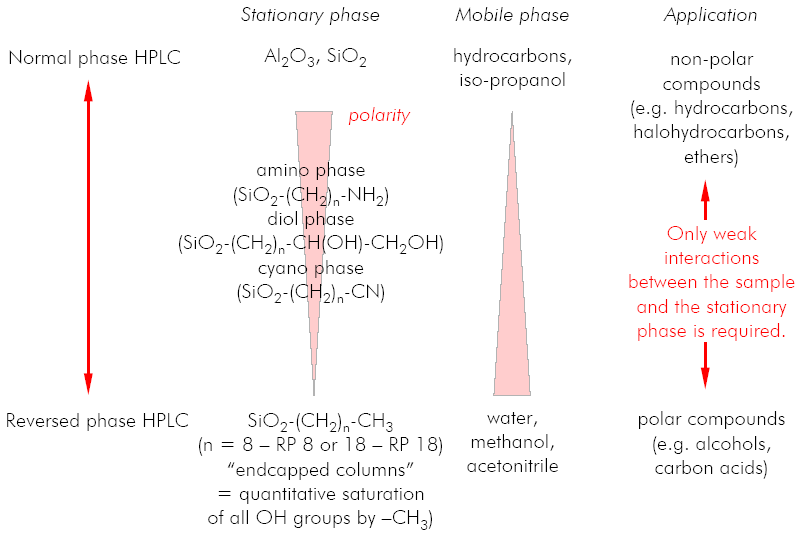 Stationary phase Mobile phase Application
Normal phase HPLC
Al₂O₃, SiO₂
hydrocarbons,
iso-propanol
non-polar
compounds
(e.g. hydrocarbons,
halohydrocarbons,
ethers)
polarity
amino phase
(SiO₂-(CH₂)ₙ-NH₂)
diol phase
(SiO₂-(CH₂)ₙ-CH(OH)-CH₂OH)
cyano phase
(SiO₂-(CH₂)ₙ-CN)
Only weak
interactions
between the sample
and the stationary
phase is required.
Reversed phase HPLC
SiO₂-(CH₂)ₙ-CH₃
(n = 8 – RP 8 or 18 – RP 18)
“endcapped columns”
= quantitative saturation
of all OH groups by –CH₃)
water,
methanol,
acetonitrile
polar compounds
(e.g. alcohols,
carbon acids)